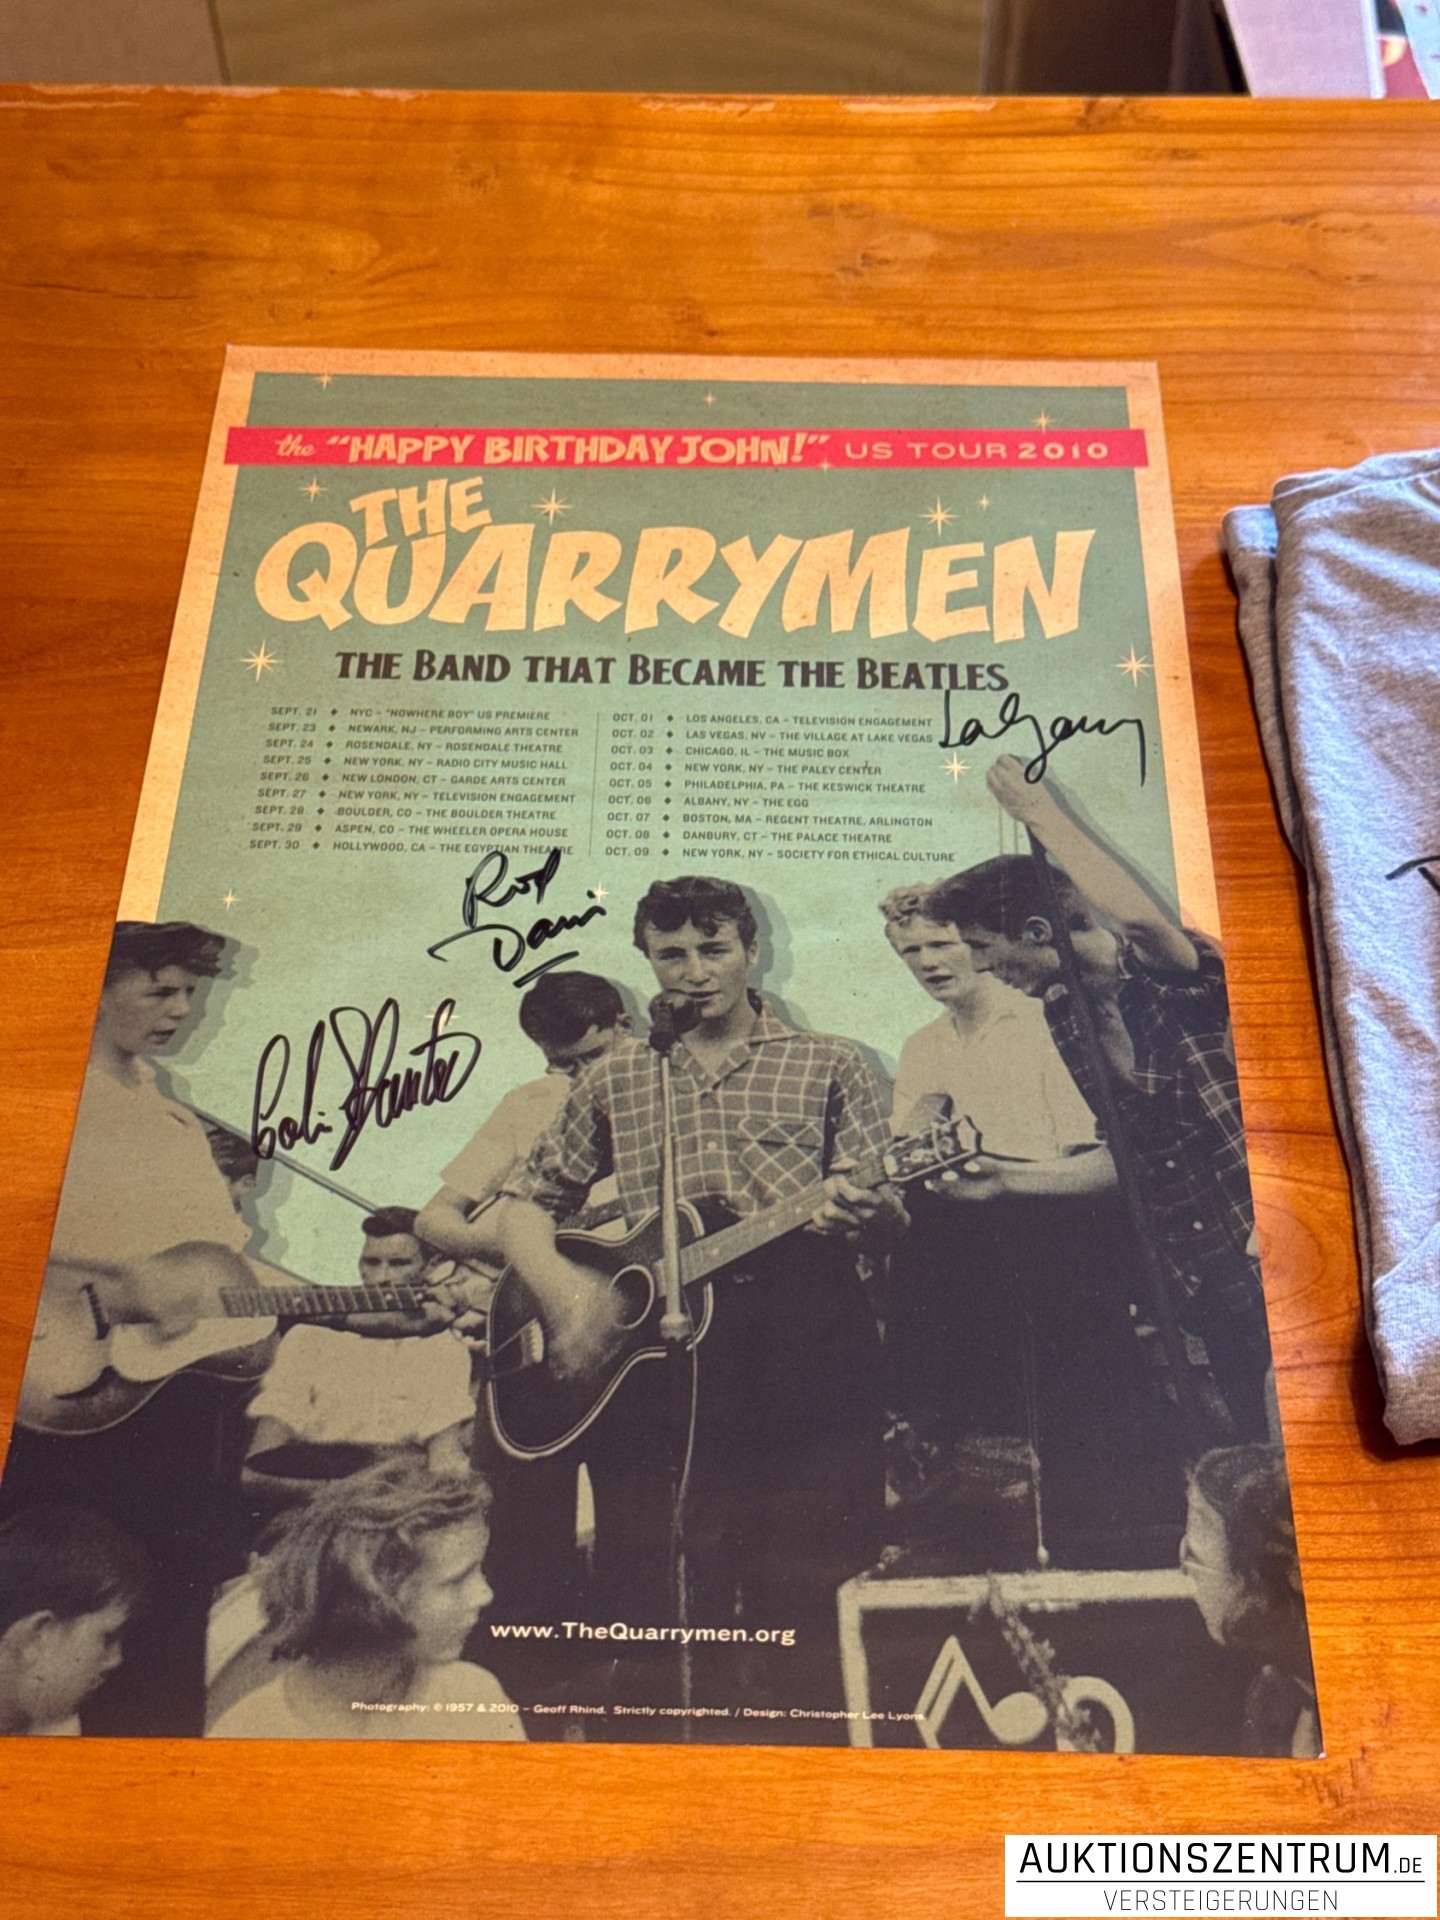 the "HAPPY BIRTHDAY JOHN!" US TOUR 2010
THE
QUARRYMEN
THE BAND THAT BECAME THE BEATLES
SEPT. 21 ◆ NYC – "NOWHERE BOY" US PREMIERE
SEPT. 23 ◆ NEWARK, NJ – PERFORMING ARTS CENTER
SEPT. 24 ◆ ROSENDALE, NY – ROSENDALE THEATRE
SEPT. 25 ◆ NEW YORK, NY – RADIO CITY MUSIC HALL
SEPT. 26 ◆ NEW LONDON, CT – GARDE ARTS CENTER
SEPT. 27 ◆ NEW YORK, NY – TELEVISION ENGAGEMENT
SEPT. 28 ◆ BOULDER, CO – THE BOULDER THEATRE
SEPT. 29 ◆ ASPEN, CO – THE WHEELER OPERA HOUSE
SEPT. 30 ◆ HOLLYWOOD, CA – THE EGYPTIAN THEATRE
OCT. 01 ◆ LOS ANGELES, CA – TELEVISION ENGAGEMENT
OCT. 02 ◆ LAS VEGAS, NV – THE VILLAGE AT LAKE VEGAS
OCT. 03 ◆ CHICAGO, IL – THE MUSIC BOX
OCT. 04 ◆ NEW YORK, NY – THE PALEY CENTER
OCT. 05 ◆ PHILADELPHIA, PA – THE KESWICK THEATRE
OCT. 06 ◆ ALBANY, NY – THE EGG
OCT. 07 ◆ BOSTON, MA – REGENT THEATRE, ARLINGTON
OCT. 08 ◆ DANBURY, CT – THE PALACE THEATRE
OCT. 09 ◆ NEW YORK, NY – SOCIETY FOR ETHICAL CULTURE
Rod
Davis
Colin Hanton
www.TheQuarrymen.org
Photography: © 1957 & 2010 – Geoff Rhind. Strictly copyrighted. / Design: Christopher Lee Lyons
AUKTIONSZENTRUM.DE
VERSTEIGERUNGEN